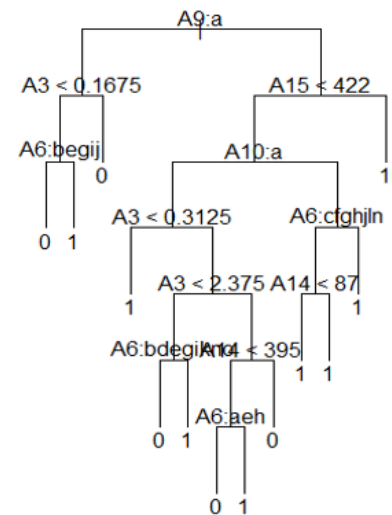 A9:a
A3 < 0.1675 A15 < 422
A6:begij 0 A10:a 1
0 1 A3 < 0.3125 A6:cfghjln
1 A3 < 2.375 A14 < 87 1
A14 < 395 1 1
0 1 A6:aeh 0
0 1